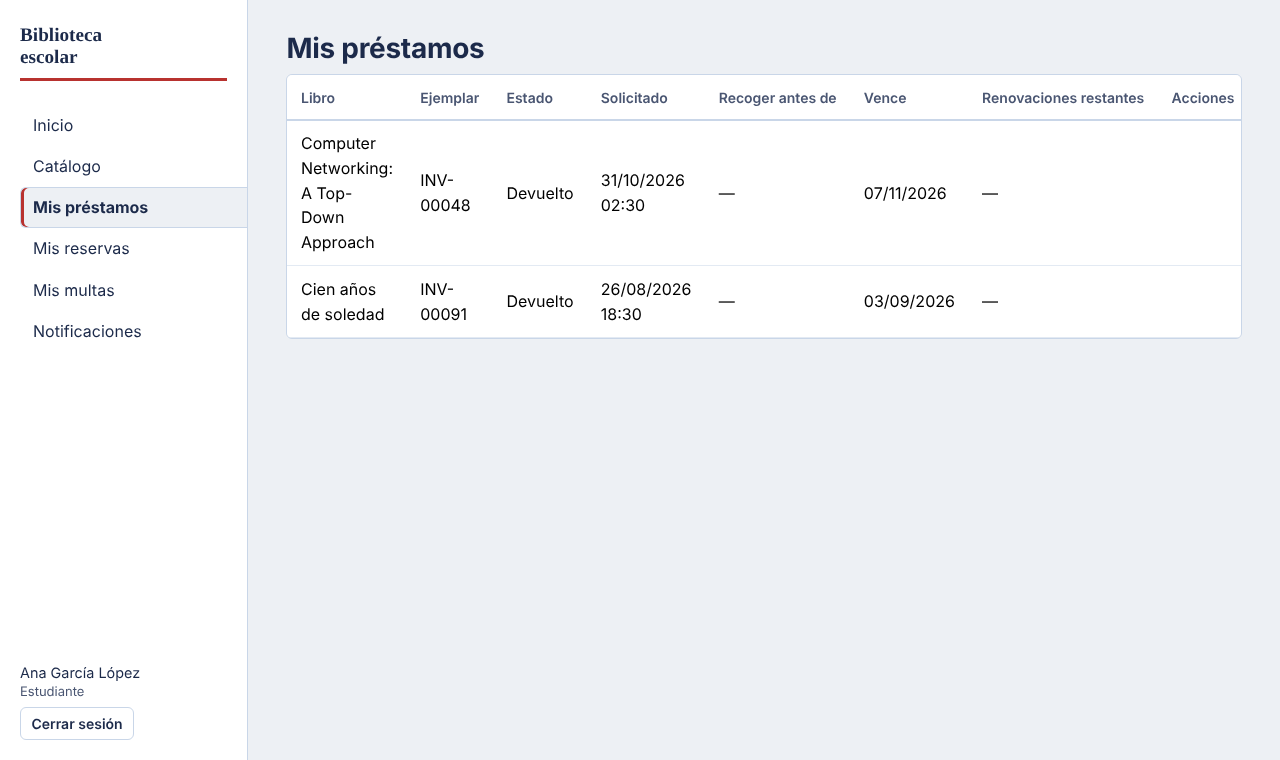 Biblioteca
escolar
Inicio
Catálogo
Mis préstamos
Mis reservas
Mis multas
Notificaciones
Ana García López
Estudiante
Cerrar sesión
Mis préstamos
Libro Ejemplar Estado Solicitado Recoger antes de Vence Renovaciones restantes Acciones
Computer
Networking:
A Top-
Down
Approach
INV-
00048
Devuelto
31/10/2026
02:30
—
07/11/2026
—
Cien años
de soledad
INV-
00091
Devuelto
26/08/2026
18:30
—
03/09/2026
—